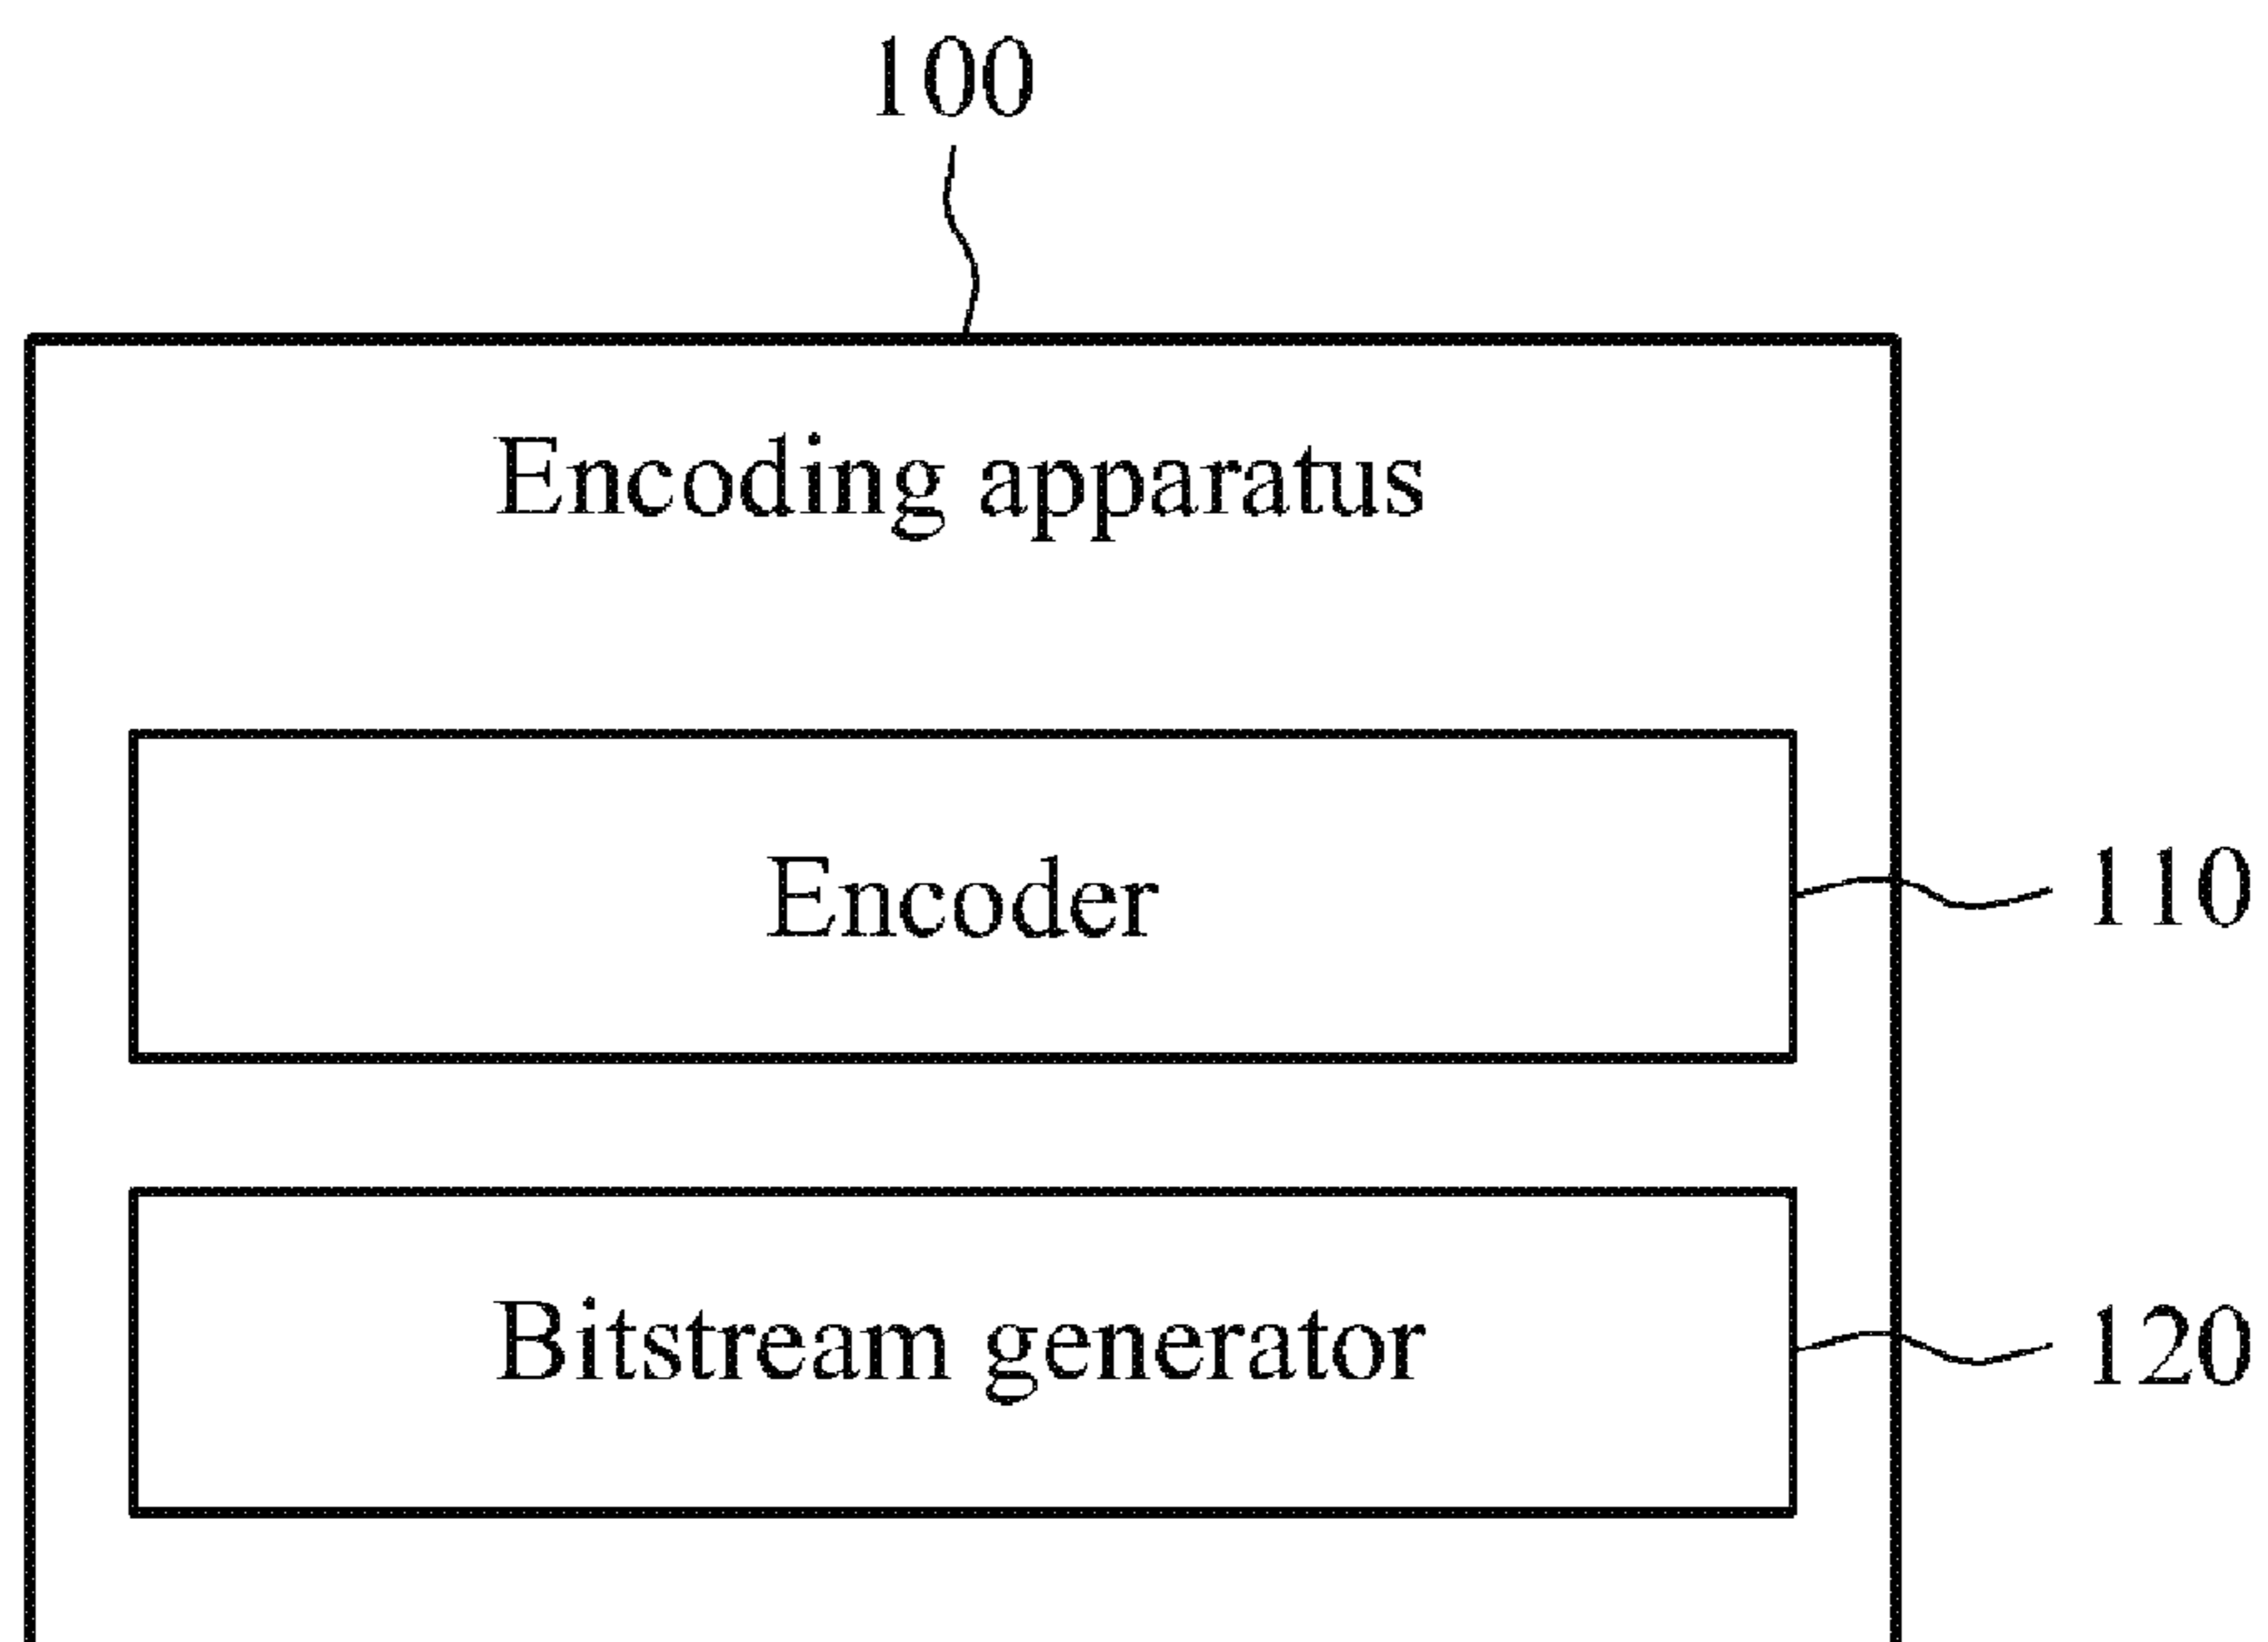 100
Encoding apparatus
Encoder
110
Bitstream generator
120